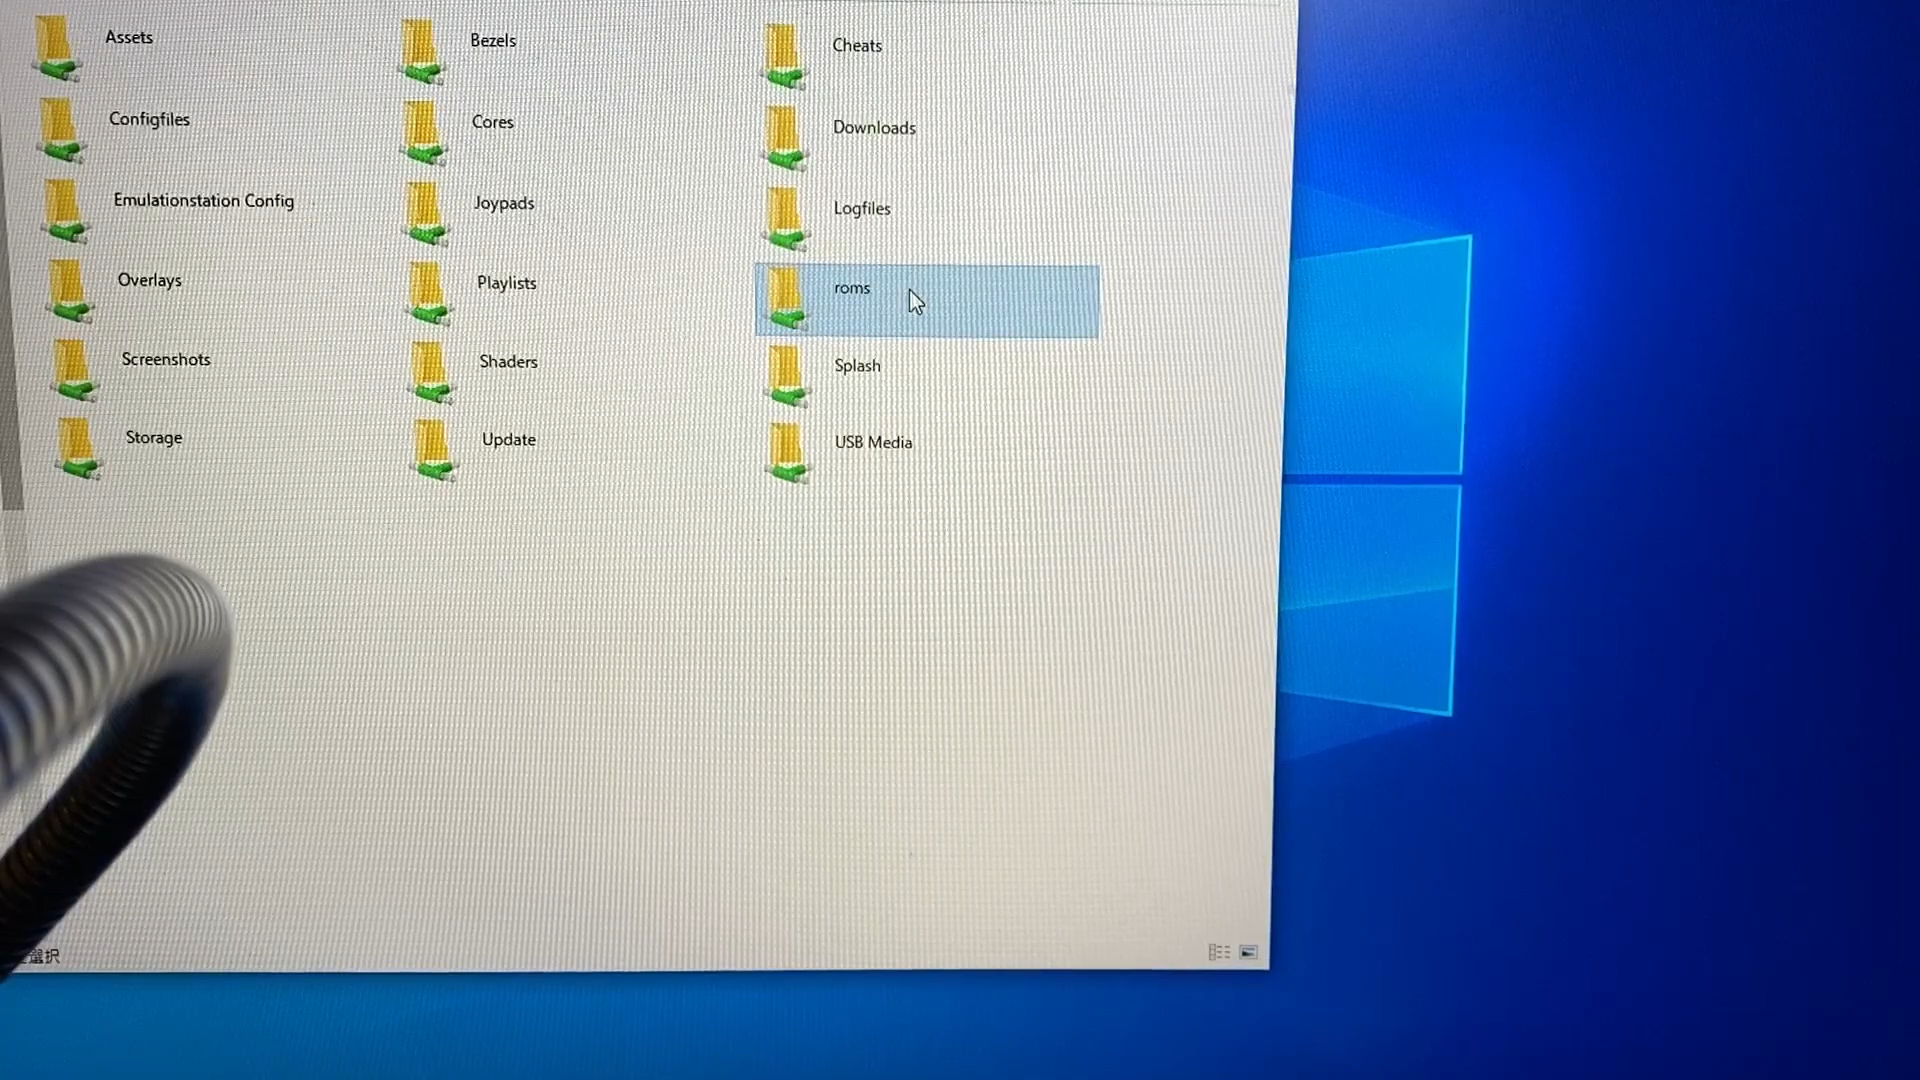 Assets
Bezels
Cheats
Configfiles
Cores
Downloads
Emulationstation Config
Joypads
Logfiles
Overlays
Playlists
roms
Screenshots
Shaders
Splash
Storage
Update
USB Media
選択